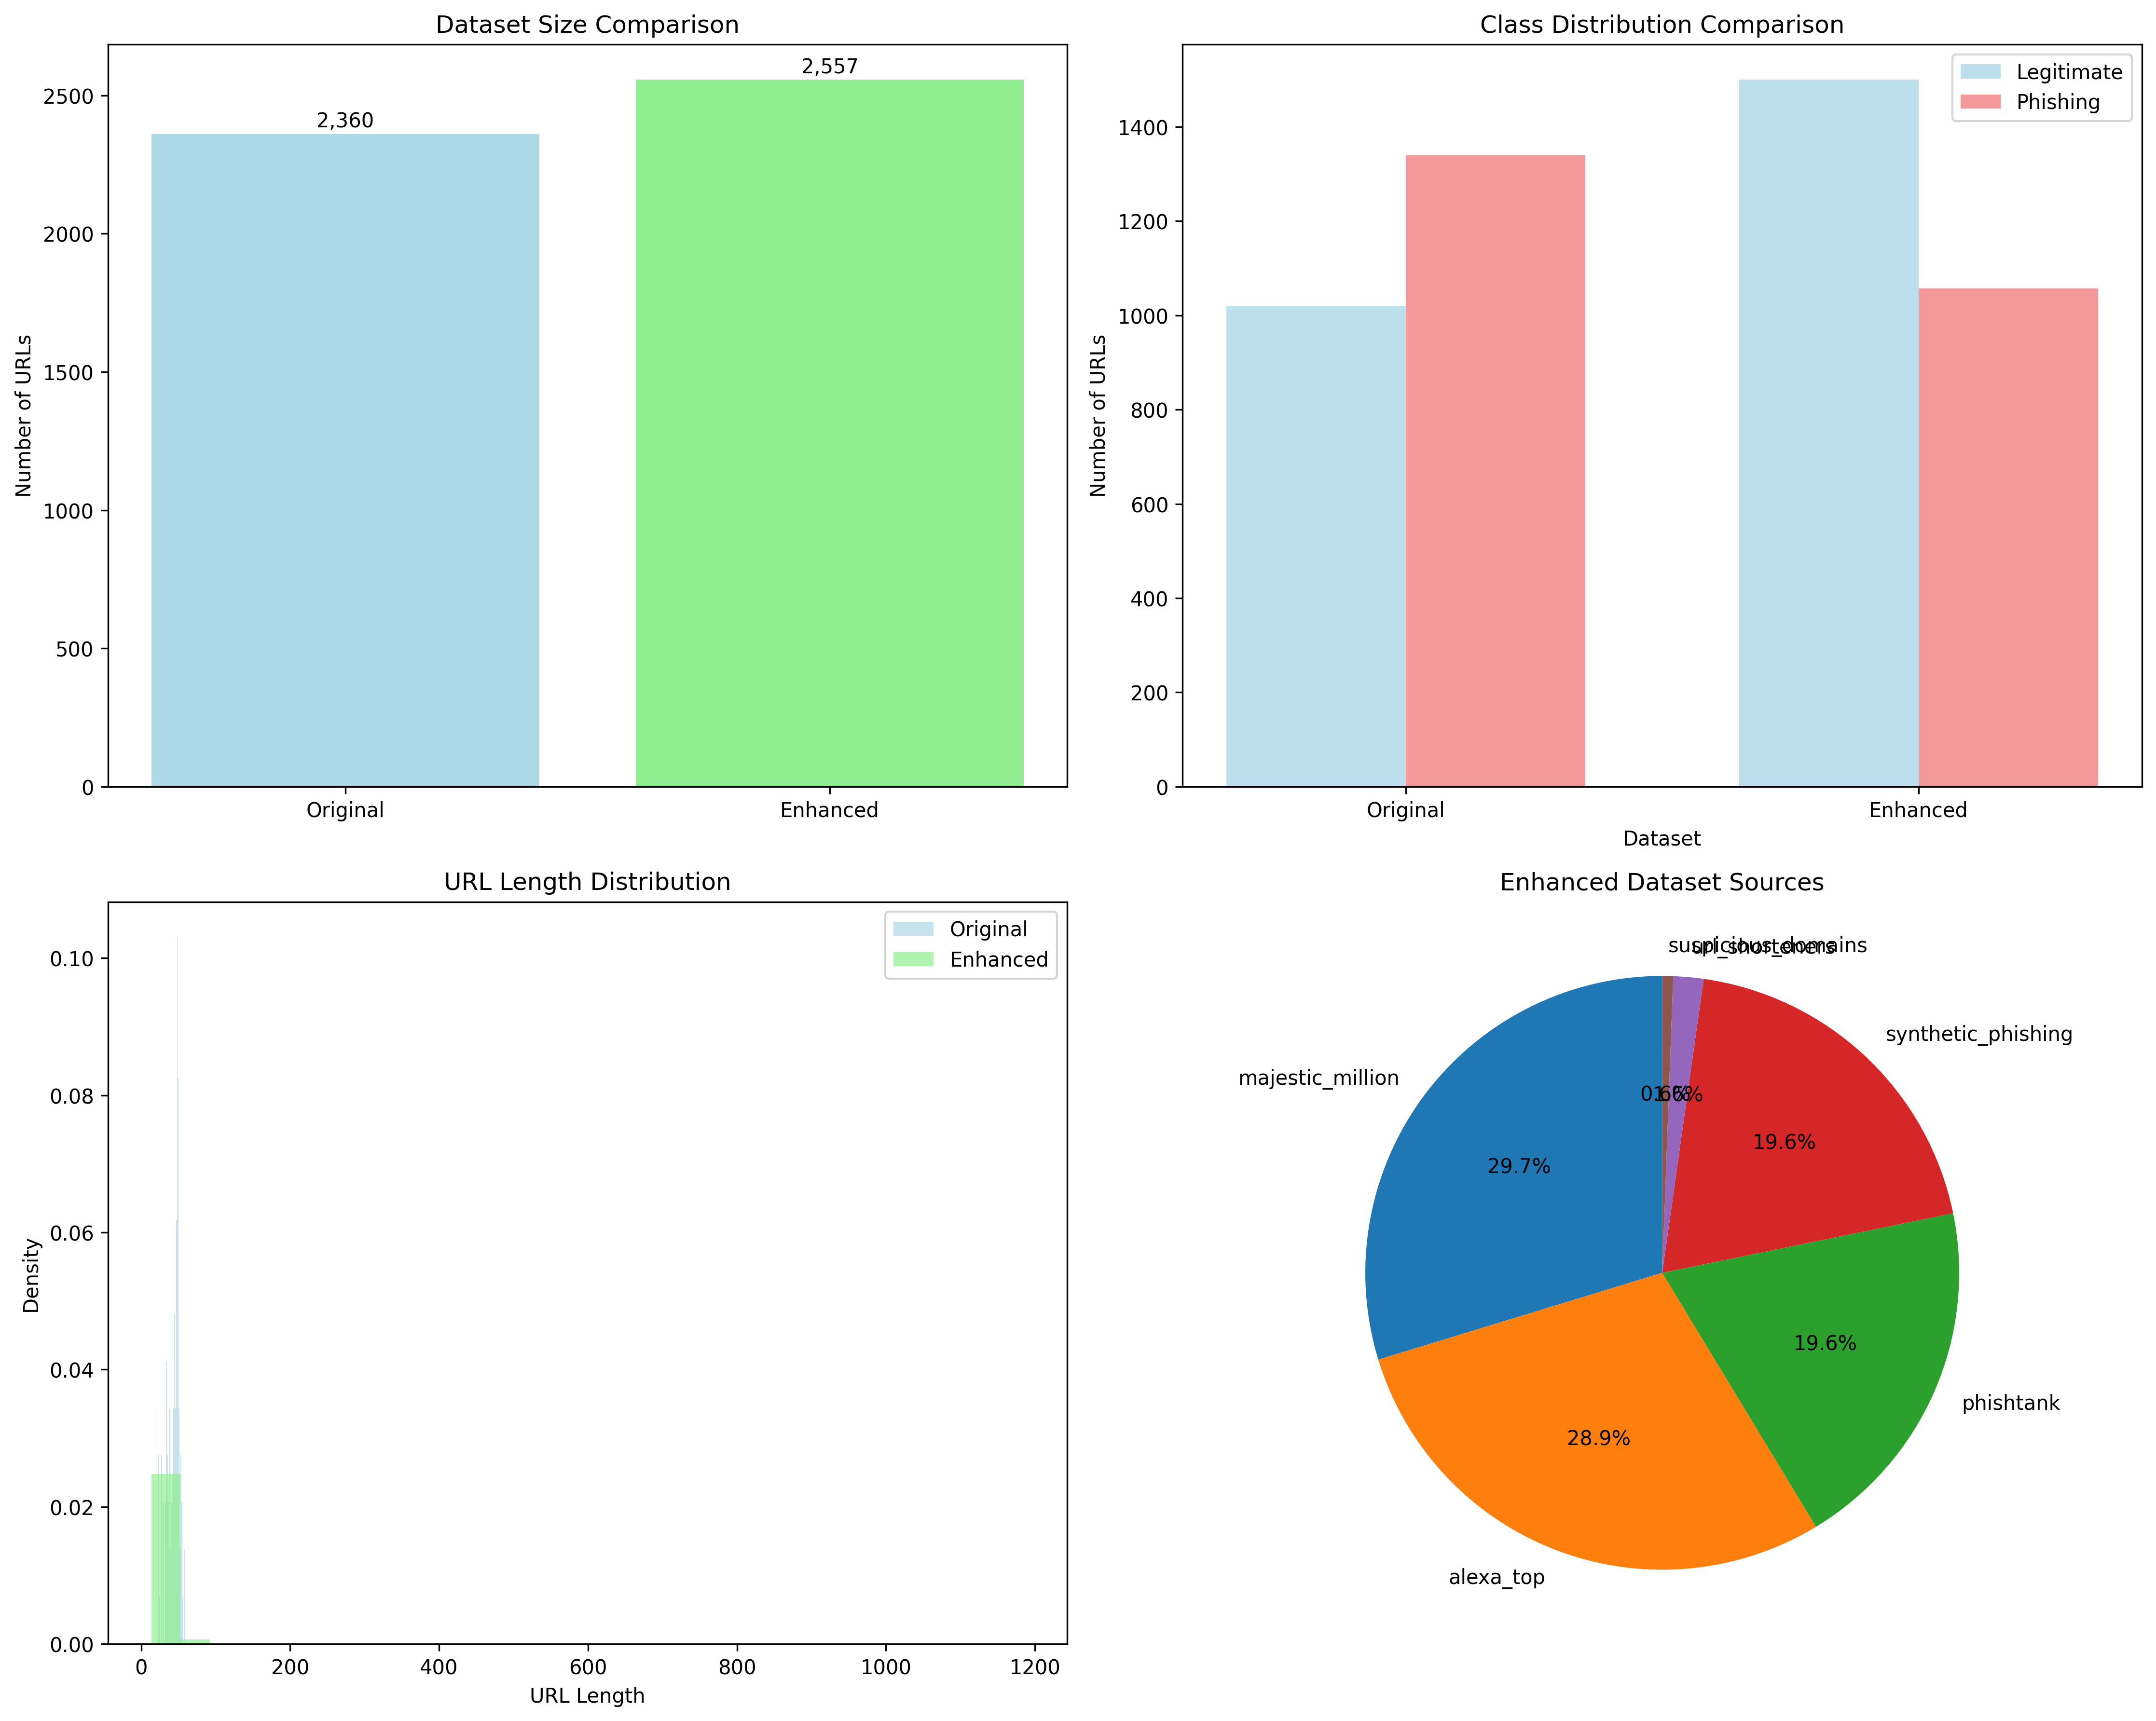 Dataset Size Comparison
Number of URLs
2500
2000
1500
1000
500
0
2,360
2,557
Original
Enhanced
Class Distribution Comparison
Number of URLs
1400
1200
1000
800
600
400
200
0
Legitimate
Phishing
Original
Enhanced
Dataset
URL Length Distribution
Density
0.10
0.08
0.06
0.04
0.02
0.00
Original
Enhanced
0
200
400
600
800
1000
1200
URL Length
Enhanced Dataset Sources
suspicious_domains
url_shorteners
synthetic_phishing
majestic_million
phishtank
alexa_top
0.6%
19.6%
29.7%
19.6%
28.9%